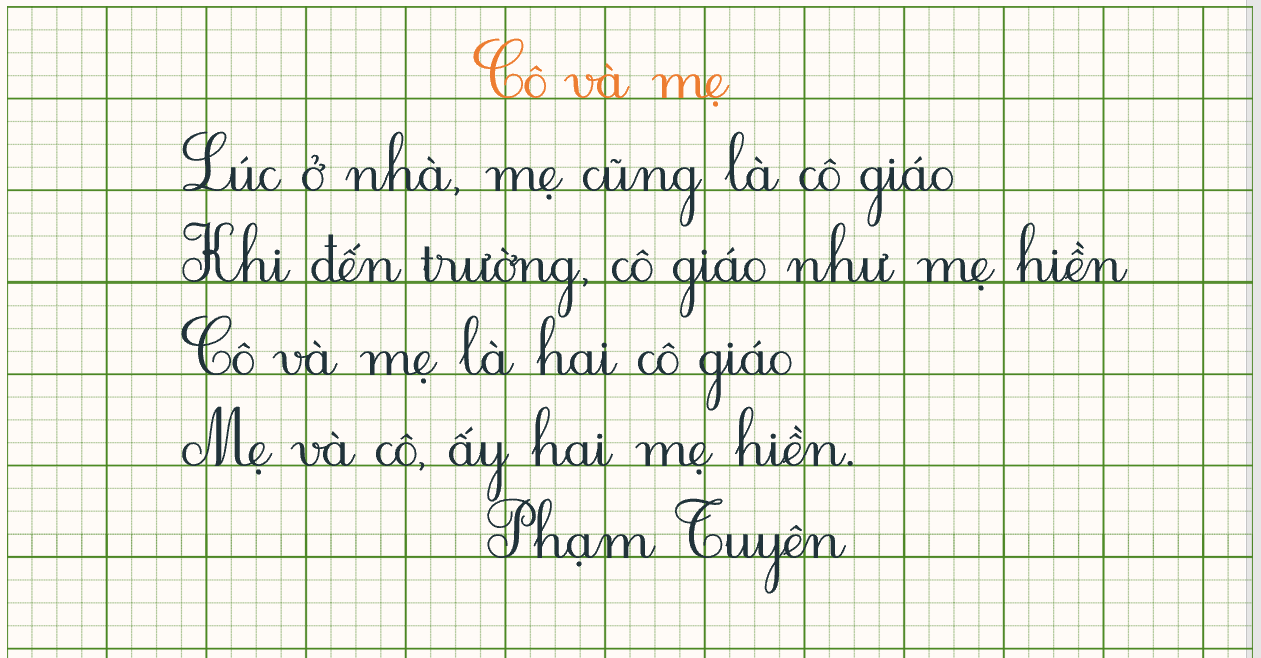 Cô và mẹ
Lúc ở nhà, mẹ cũng là cô giáo
Khi đến trường, cô giáo như mẹ hiền
Cô và mẹ là hai cô giáo
Mẹ và cô, ấy hai mẹ hiền.
Phạm Tuyên